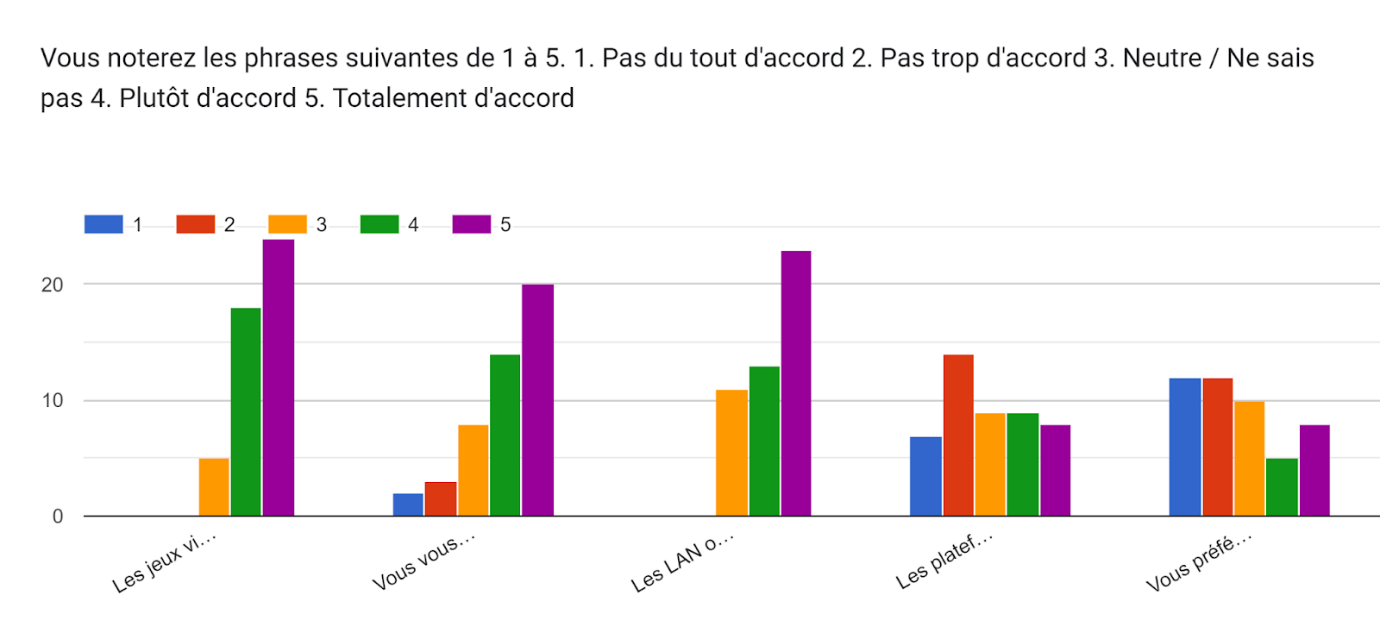 Vous noterez les phrases suivantes de 1 à 5. 1. Pas du tout d'accord 2. Pas trop d'accord 3. Neutre / Ne sais
pas 4. Plutôt d'accord 5. Totalement d'accord
1 2 3 4 5
20
10
0
Les jeux vi...
Vous vous...
Les LAN o...
Les platef...
Vous préfé...